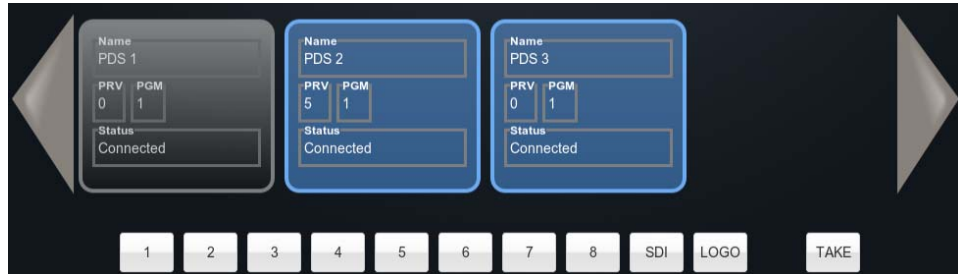 Name
PDS 1
PRV PGM
0 1
Status
Connected
Name
PDS 2
PRV PGM
5 1
Status
Connected
Name
PDS 3
PRV PGM
0 1
Status
Connected
1 2 3 4 5 6 7 8 SDI LOGO TAKE